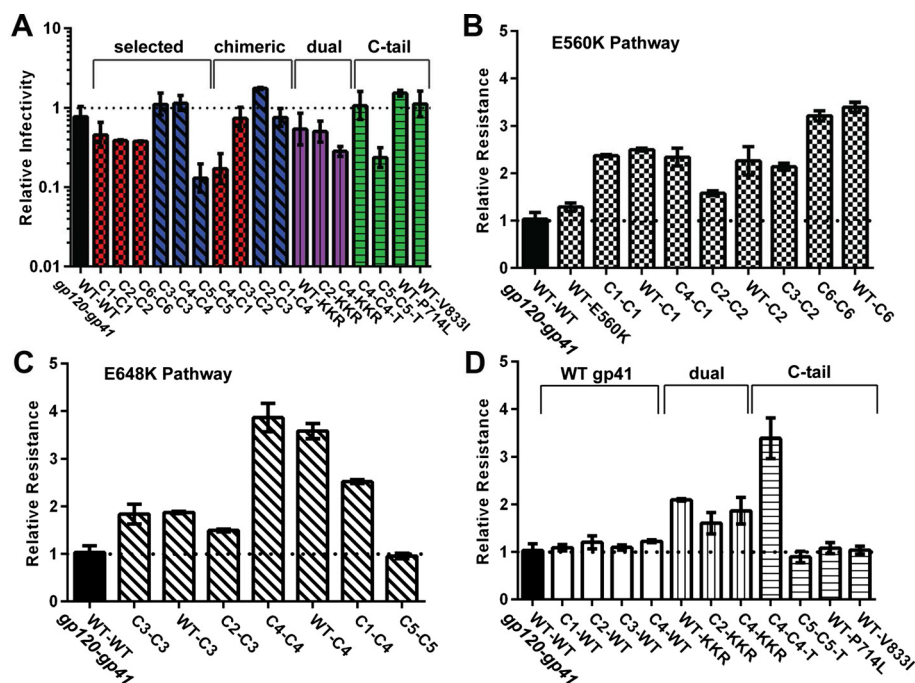 A
selected chimeric dual C-tail
Relative Infectivity
10
1
0.1
0.01
gp120-gp41
WT-WT
C1-C1
C2-C2
C6-C6
C3-C3
C4-C4
C5-C5
C4-C1
C3-C2
C2-C3
C1-C4
WT-KKR
C2-KKR
C4-KKR
C4-C4-T
C5-C5-T
WT-P714L
WT-V833I
B
E560K Pathway
Relative Resistance
5
4
3
2
1
0
gp120-gp41
WT-WT
WT-E560K
C1-C1
WT-C1
C4-C1
C2-C2
WT-C2
C3-C2
C6-C6
WT-C6
C
E648K Pathway
Relative Resistance
5
4
3
2
1
0
gp120-gp41
WT-WT
C3-C3
WT-C3
C2-C3
C4-C4
WT-C4
C1-C4
C5-C5
D
WT gp41 dual C-tail
Relative Resistance
5
4
3
2
1
0
gp120-gp41
WT-WT
C1-WT
C2-WT
C3-WT
C4-WT
WT-KKR
C2-KKR
C4-KKR
C4-C4-T
C5-C5-T
WT-P714L
WT-V833I